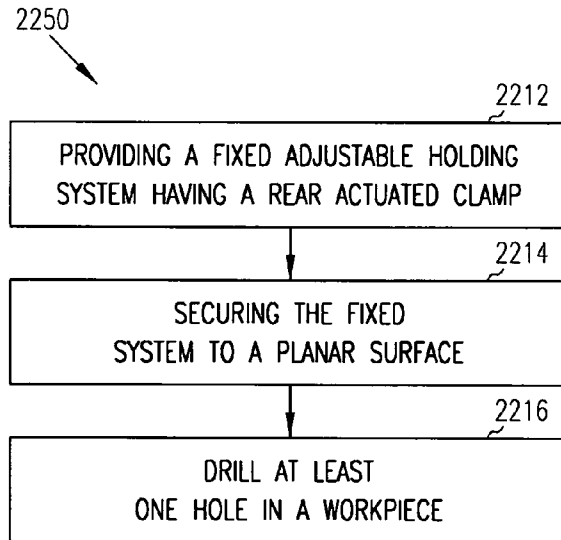 2250
2212
PROVIDING A FIXED ADJUSTABLE HOLDING
SYSTEM HAVING A REAR ACTUATED CLAMP
2214
SECURING THE FIXED
SYSTEM TO A PLANAR SURFACE
2216
DRILL AT LEAST
ONE HOLE IN A WORKPIECE